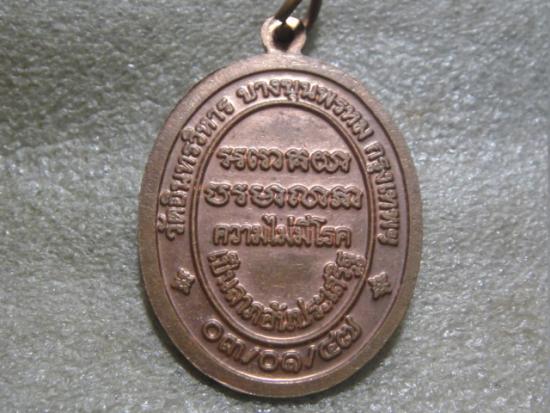 วัดอินทรวิหาร บางขุนพรหม กรุงเทพฯ
ความไม่มีโรค
เป็นลาภอันประเสริฐ
๐๓/๐๑/๔๗